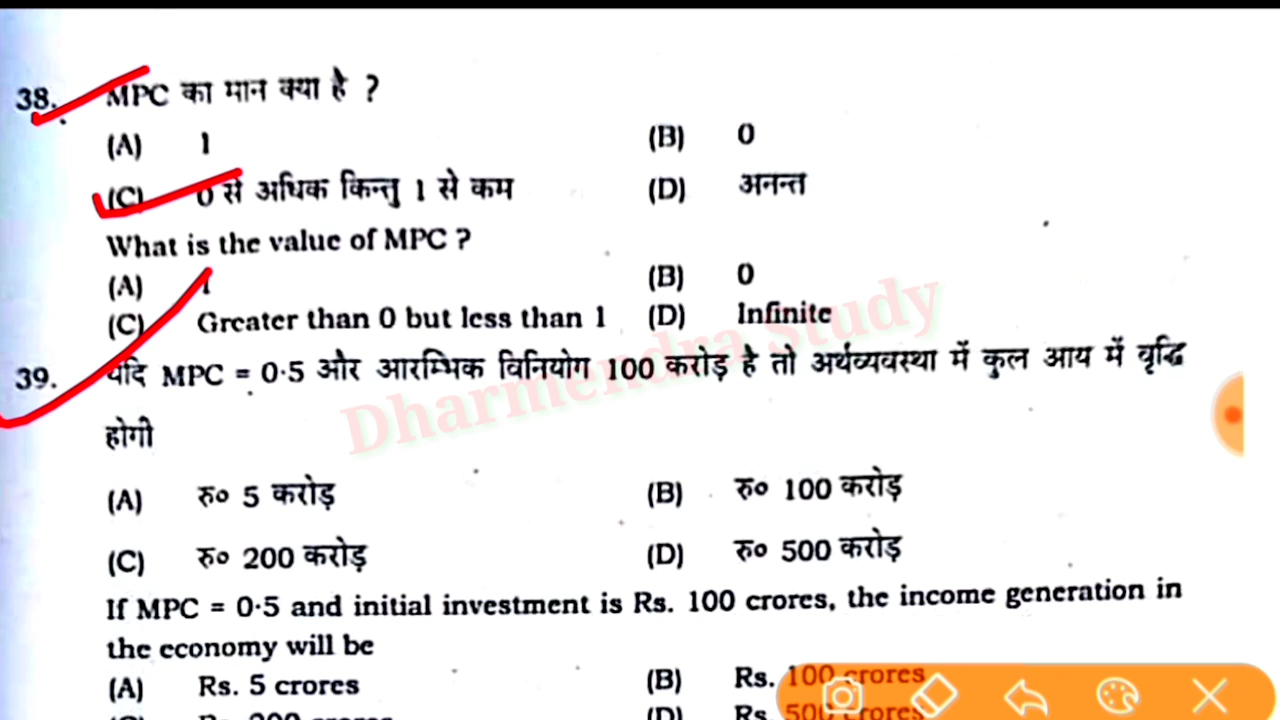 38. MPC का मान क्या है ?
(A) 1 (B) 0
(C) 0 से अधिक किन्तु 1 से कम (D) अनन्त
What is the value of MPC ?
(A) 1 (B) 0
(C) Greater than 0 but less than 1 (D) Infinite
Dharmendra Study
39. यदि MPC = 0·5 और आरम्भिक विनियोग 100 करोड़ है तो अर्थव्यवस्था में कुल आय में वृद्धि
होगी
(A) रु० 5 करोड़ (B) रु० 100 करोड़
(C) रु० 200 करोड़ (D) रु० 500 करोड़
If MPC = 0·5 and initial investment is Rs. 100 crores, the income generation in
the economy will be
(A) Rs. 5 crores (B) Rs. 100 crores
(D) Rs. 500 crores